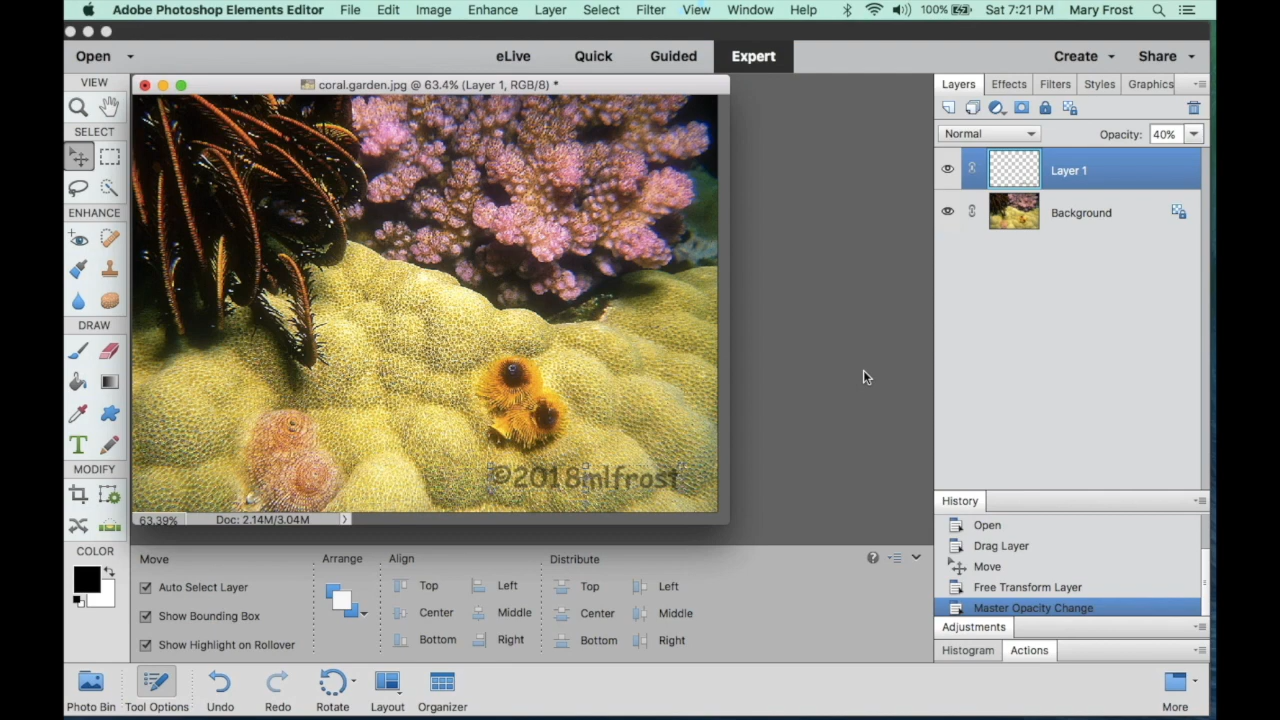 Adobe Photoshop Elements Editor File Edit Image Enhance Layer Select Filter View Window Help 100% Sat 7:21 PM Mary Frost
Open eLive Quick Guided Expert Create Share
VIEW
coral.garden.jpg @ 63.4% (Layer 1, RGB/8) *
Layers Effects Filters Styles Graphics
SELECT
Normal Opacity: 40%
Layer 1
ENHANCE
Background
DRAW
T
MODIFY
©2018mlfrost
63.39% Doc: 2.14M/3.04M
History
Open
Drag Layer
Move
Free Transform Layer
Master Opacity Change
Adjustments
Histogram Actions
COLOR
Move Arrange Align Distribute
Auto Select Layer Top Left Top Left
Show Bounding Box Center Middle Center Middle
Show Highlight on Rollover Bottom Right Bottom Right
Photo Bin Tool Options Undo Redo Rotate Layout Organizer More